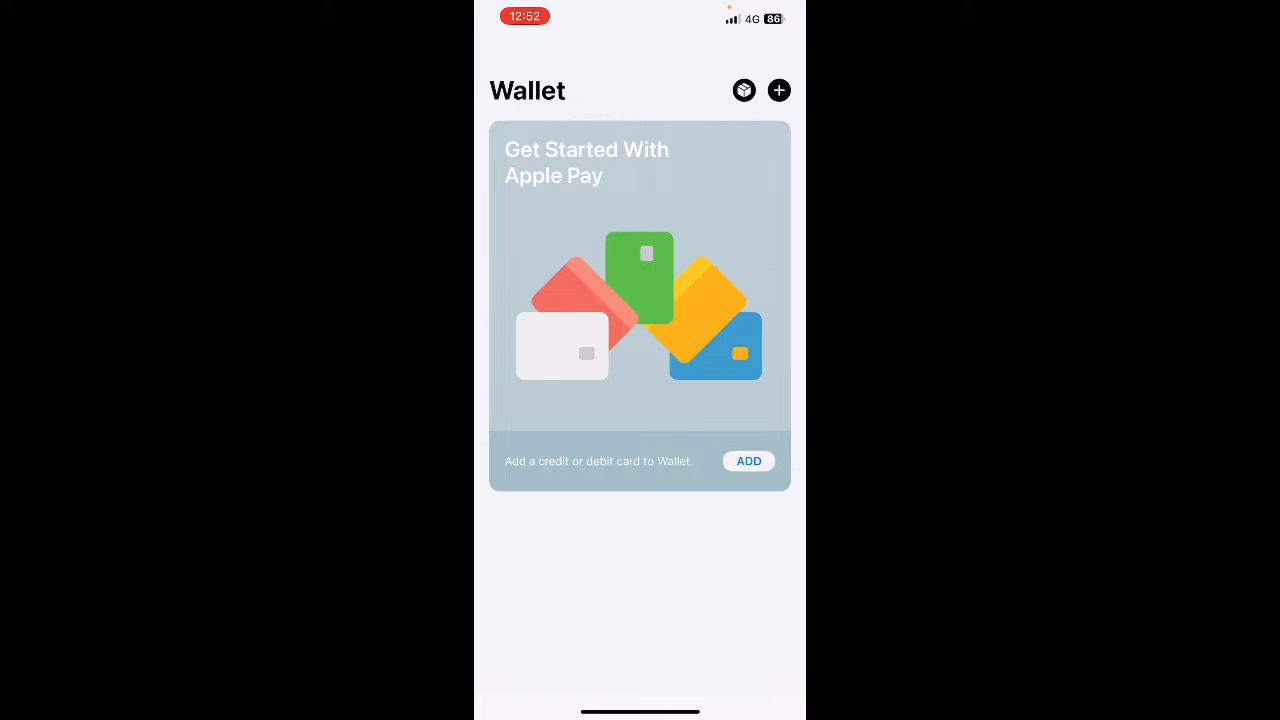 12:52
4G 86
Wallet
Get Started With
Apple Pay
Add a credit or debit card to Wallet.
ADD